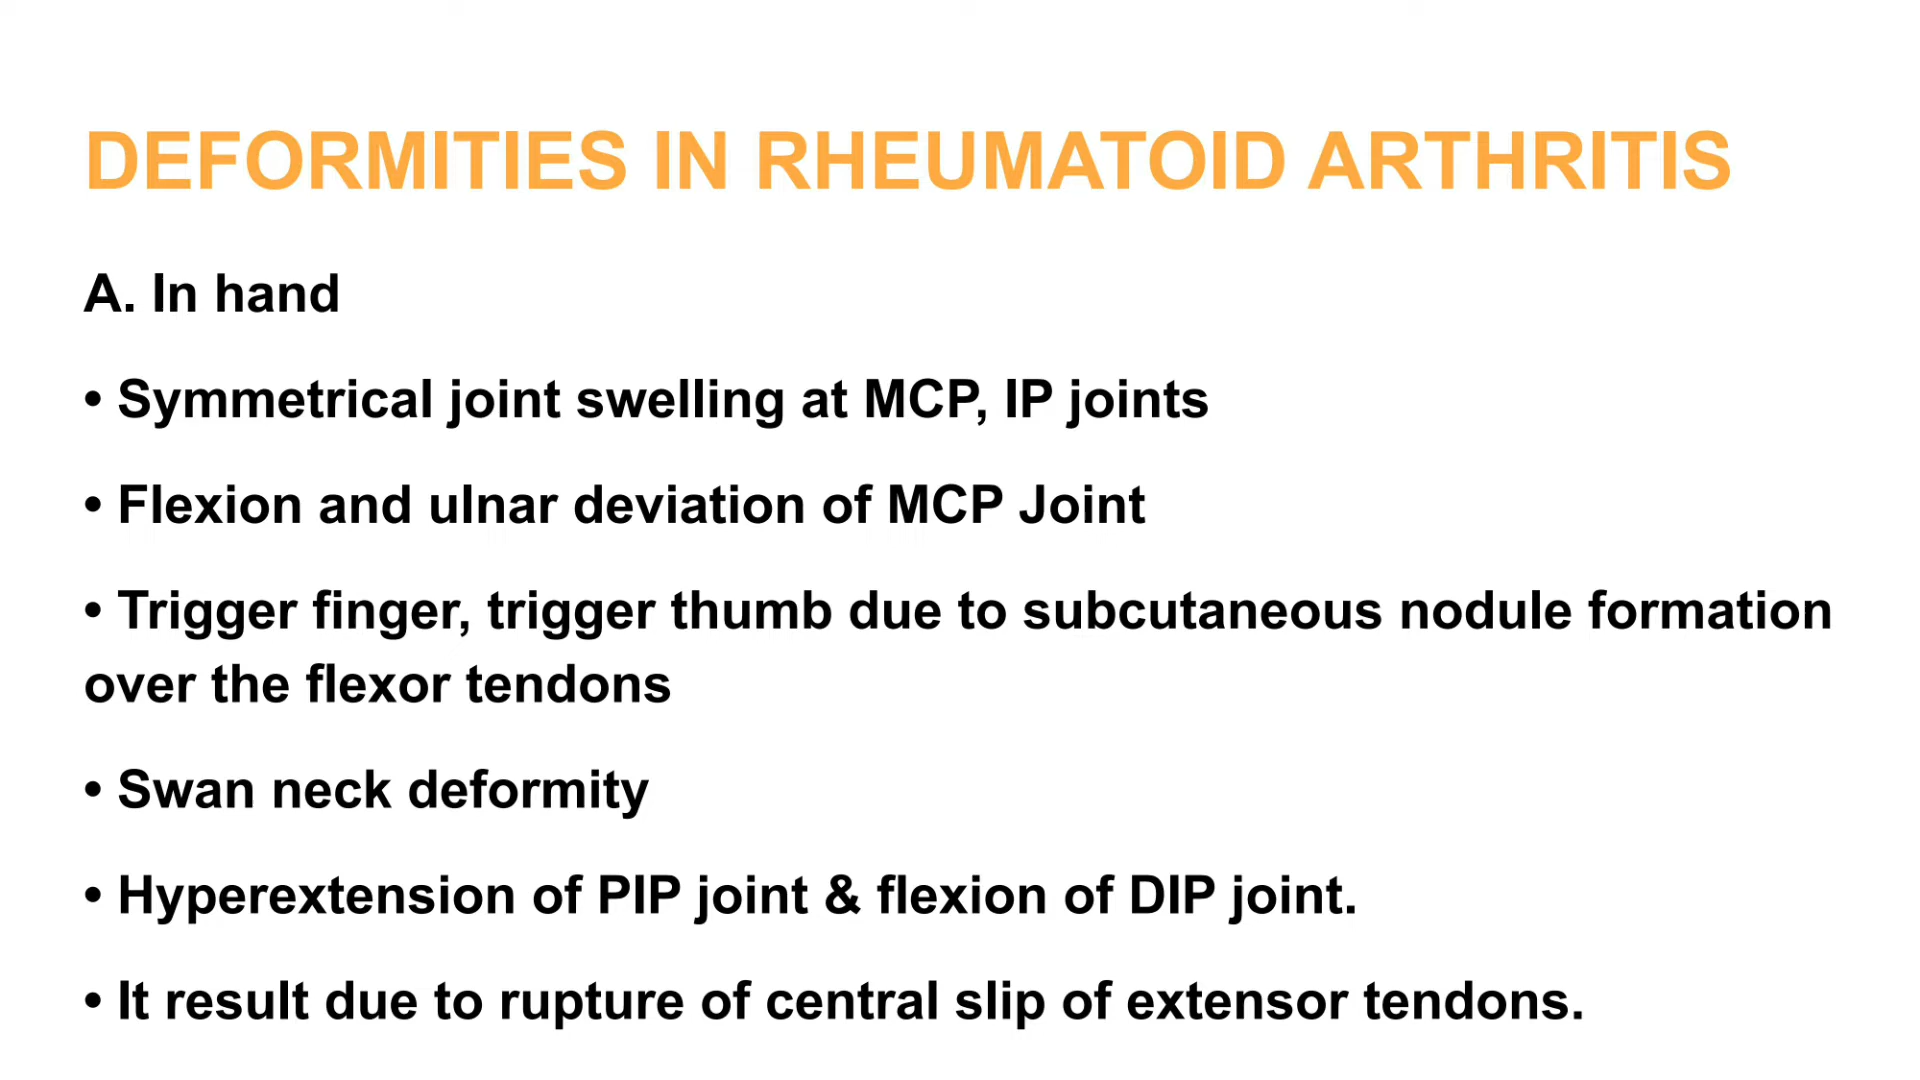 DEFORMITIES IN RHEUMATOID ARTHRITIS
A. In hand
• Symmetrical joint swelling at MCP, IP joints
• Flexion and ulnar deviation of MCP Joint
• Trigger finger, trigger thumb due to subcutaneous nodule formation
over the flexor tendons
• Swan neck deformity
• Hyperextension of PIP joint & flexion of DIP joint.
• It result due to rupture of central slip of extensor tendons.